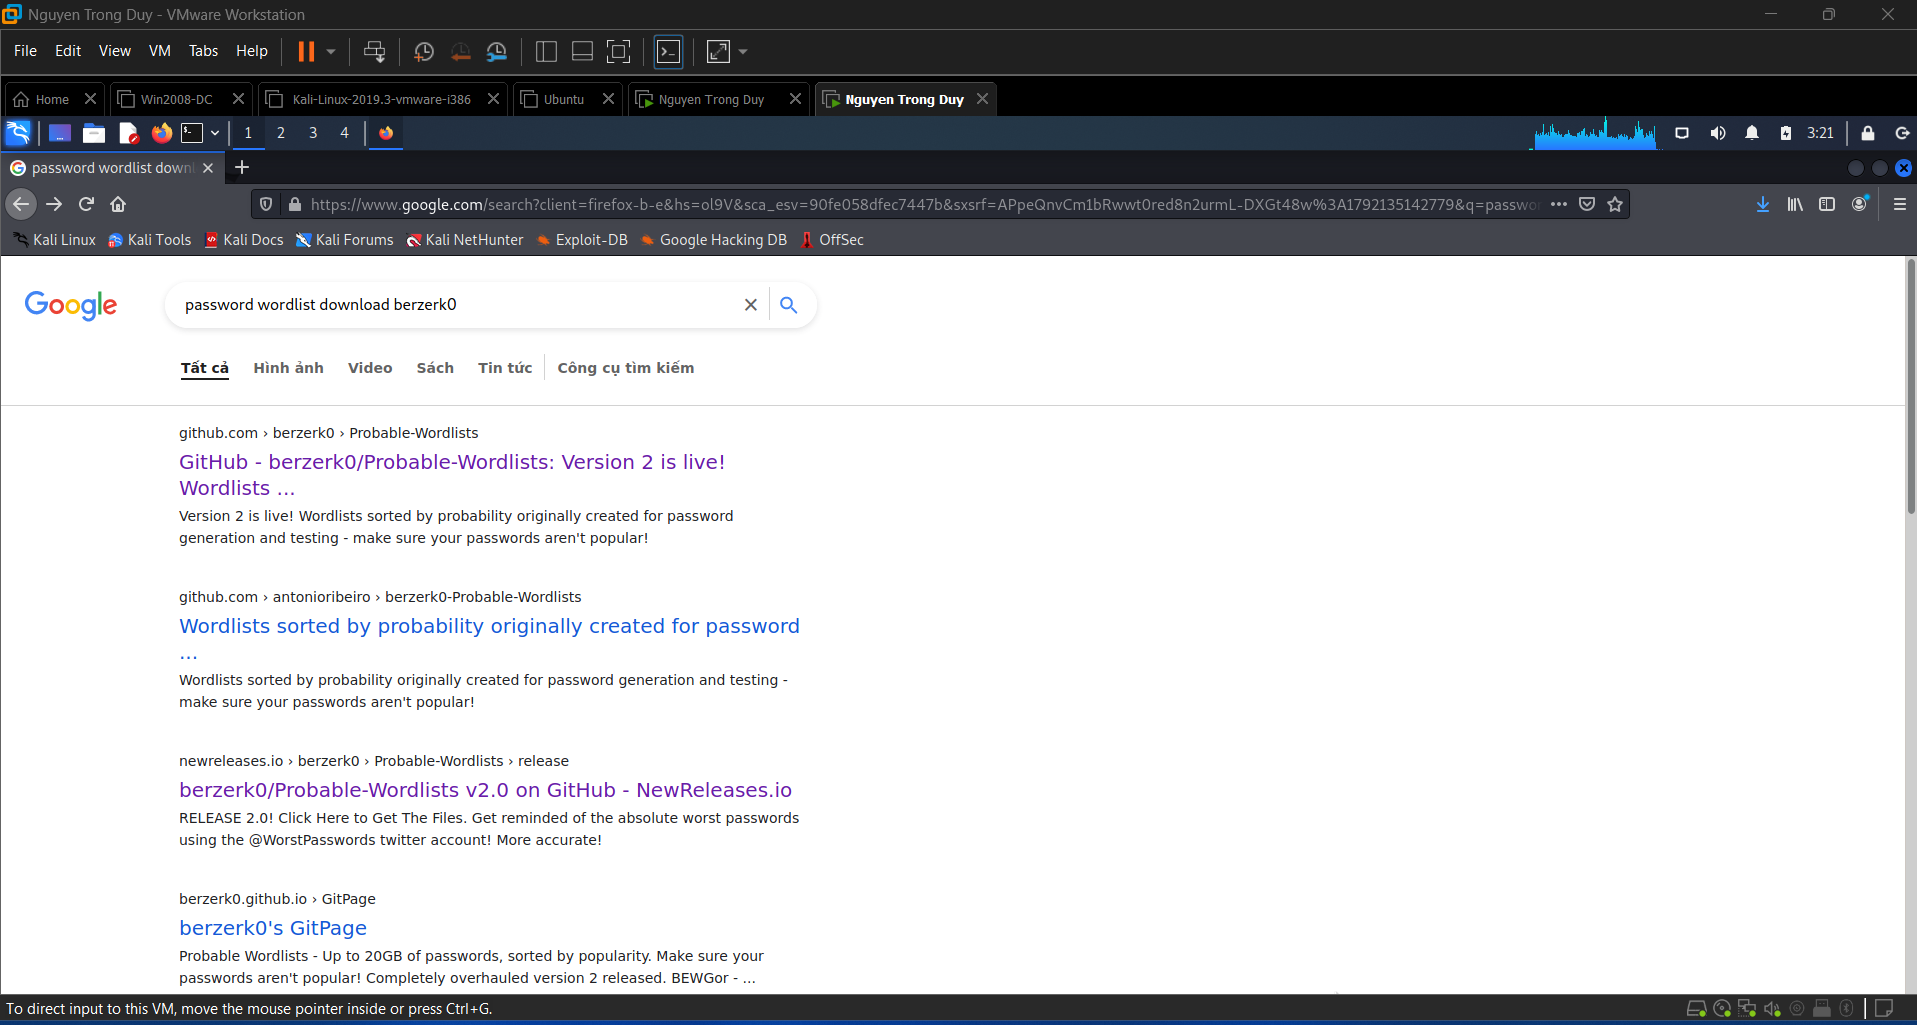 Nguyen Trong Duy - VMware Workstation
File Edit View VM Tabs Help
Home Win2008-DC Kali-Linux-2019.3-vmware-i386 Ubuntu Nguyen Trong Duy Nguyen Trong Duy
1 2 3 4 3:21
password wordlist downl
https://www.google.com/search?client=firefox-b-e&hs=ol9V&sca_esv=90fe058dfec7447b&sxsrf=APpeQnvCm1bRwwt0red8n2urmL-DXGt48w%3A1792135142779&q=passwo
Kali Linux Kali Tools Kali Docs Kali Forums Kali NetHunter Exploit-DB Google Hacking DB OffSec
Google password wordlist download berzerk0
Tất cả Hình ảnh Video Sách Tin tức Công cụ tìm kiếm
github.com › berzerk0 › Probable-Wordlists
GitHub - berzerk0/Probable-Wordlists: Version 2 is live!
Wordlists ...
Version 2 is live! Wordlists sorted by probability originally created for password
generation and testing - make sure your passwords aren't popular!
github.com › antonioribeiro › berzerk0-Probable-Wordlists
Wordlists sorted by probability originally created for password
...
Wordlists sorted by probability originally created for password generation and testing -
make sure your passwords aren't popular!
newreleases.io › berzerk0 › Probable-Wordlists › release
berzerk0/Probable-Wordlists v2.0 on GitHub - NewReleases.io
RELEASE 2.0! Click Here to Get The Files. Get reminded of the absolute worst passwords
using the @WorstPasswords twitter account! More accurate!
berzerk0.github.io › GitPage
berzerk0's GitPage
Probable Wordlists - Up to 20GB of passwords, sorted by popularity. Make sure your
passwords aren't popular! Completely overhauled version 2 released. BEWGor - ...
To direct input to this VM, move the mouse pointer inside or press Ctrl+G.